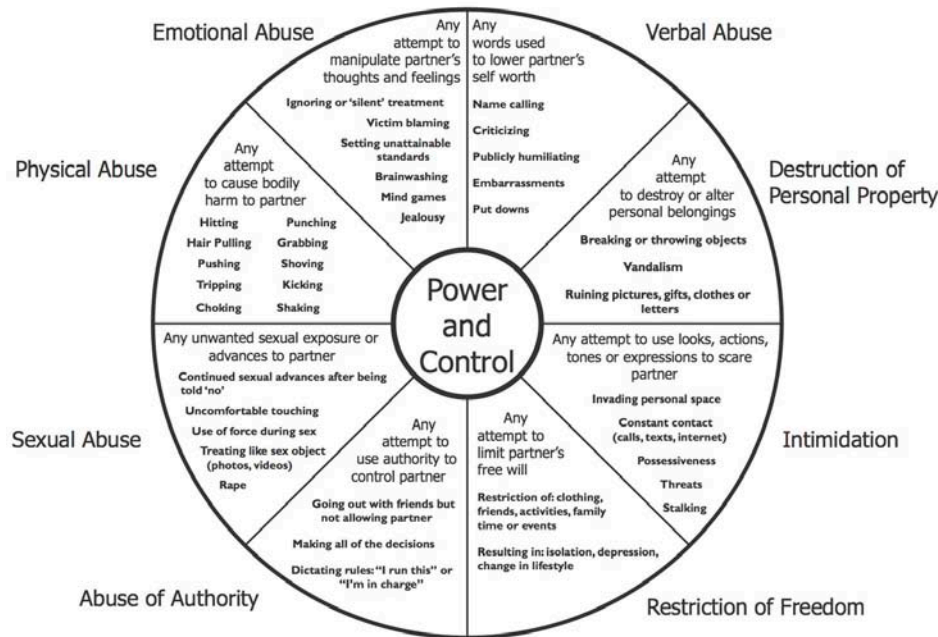 Emotional Abuse
Any
attempt to
manipulate partner's
thoughts and feelings
Ignoring or 'silent' treatment
Victim blaming
Setting unattainable
standards
Brainwashing
Mind games
Jealousy
Verbal Abuse
Any
words used
to lower partner's
self worth
Name calling
Criticizing
Publicly humiliating
Embarrassments
Put downs
Destruction of
Personal Property
Any
attempt
to destroy or alter
personal belongings
Breaking or throwing objects
Vandalism
Ruining pictures, gifts, clothes or
letters
Intimidation
Any attempt to use looks, actions,
tones or expressions to scare
partner
Invading personal space
Constant contact
(calls, texts, internet)
Possessiveness
Threats
Stalking
Restriction of Freedom
Any
attempt to
limit partner's
free will
Restriction of: clothing,
friends, activities, family
time or events
Resulting in: isolation, depression,
change in lifestyle
Abuse of Authority
Any
attempt to
use authority to
control partner
Going out with friends but
not allowing partner
Making all of the decisions
Dictating rules: “I run this” or
“I'm in charge”
Sexual Abuse
Any unwanted sexual exposure or
advances to partner
Continued sexual advances after being
told 'no'
Uncomfortable touching
Use of force during sex
Treating like sex object
(photos, videos)
Rape
Physical Abuse
Any
attempt
to cause bodily
harm to partner
Hitting Punching
Hair Pulling Grabbing
Pushing Shoving
Tripping Kicking
Choking Shaking
Power
and
Control